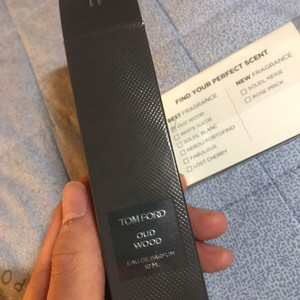 TOM FORD
OUD
WOOD
EAU DE PARFUM
10 ML
FIND YOUR PERFECT SCENT
BEST FRAGRANCE
OUD WOOD
WHITE SUEDE
SOLEIL BLANC
NEROLI PORTOFINO
FABULOUS
LOST CHERRY
NEW FRAGRANCE
SOLEIL NEIGE
ROSE PRICK